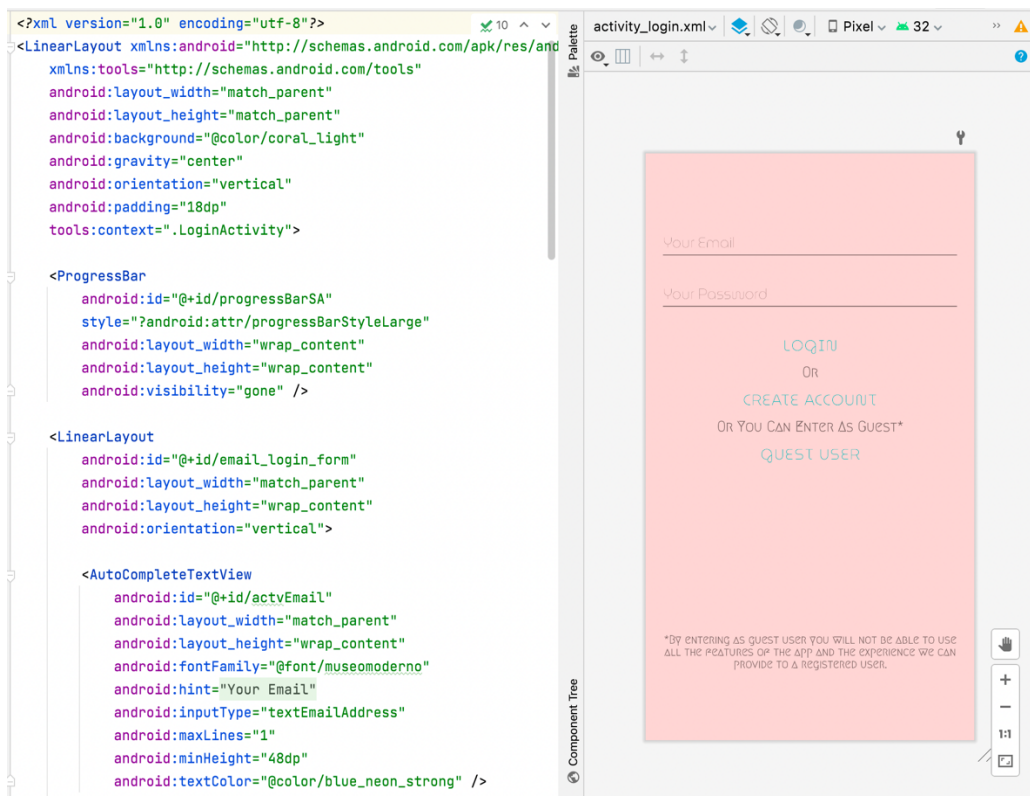 <?xml version="1.0" encoding="utf-8"?>
10
<LinearLayout xmlns:android="http://schemas.android.com/apk/res/and
xmlns:tools="http://schemas.android.com/tools"
android:layout_width="match_parent"
android:layout_height="match_parent"
android:background="@color/coral_light"
android:gravity="center"
android:orientation="vertical"
android:padding="18dp"
tools:context=".LoginActivity">
<ProgressBar
android:id="@+id/progressBarSA"
style="?android:attr/progressBarStyleLarge"
android:layout_width="wrap_content"
android:layout_height="wrap_content"
android:visibility="gone" />
<LinearLayout
android:id="@+id/email_login_form"
android:layout_width="match_parent"
android:layout_height="wrap_content"
android:orientation="vertical">
<AutoCompleteTextView
android:id="@+id/actvEmail"
android:layout_width="match_parent"
android:layout_height="wrap_content"
android:fontFamily="@font/museomoderno"
android:hint="Your Email"
android:inputType="textEmailAddress"
android:maxLines="1"
android:minHeight="48dp"
android:textColor="@color/blue_neon_strong" />
Palette
Component Tree
activity_login.xml
Pixel
32
Your Email
Your Password
LOGIN
OR
CREATE ACCOUNT
OR YOU CAN ENTER AS GUEST*
GUEST USER
*BY ENTERING AS GUEST USER YOU WILL NOT BE ABLE TO USE
ALL THE FEATURES OF THE APP AND THE EXPERIENCE WE CAN
PROVIDE TO A REGISTERED USER.
1:1